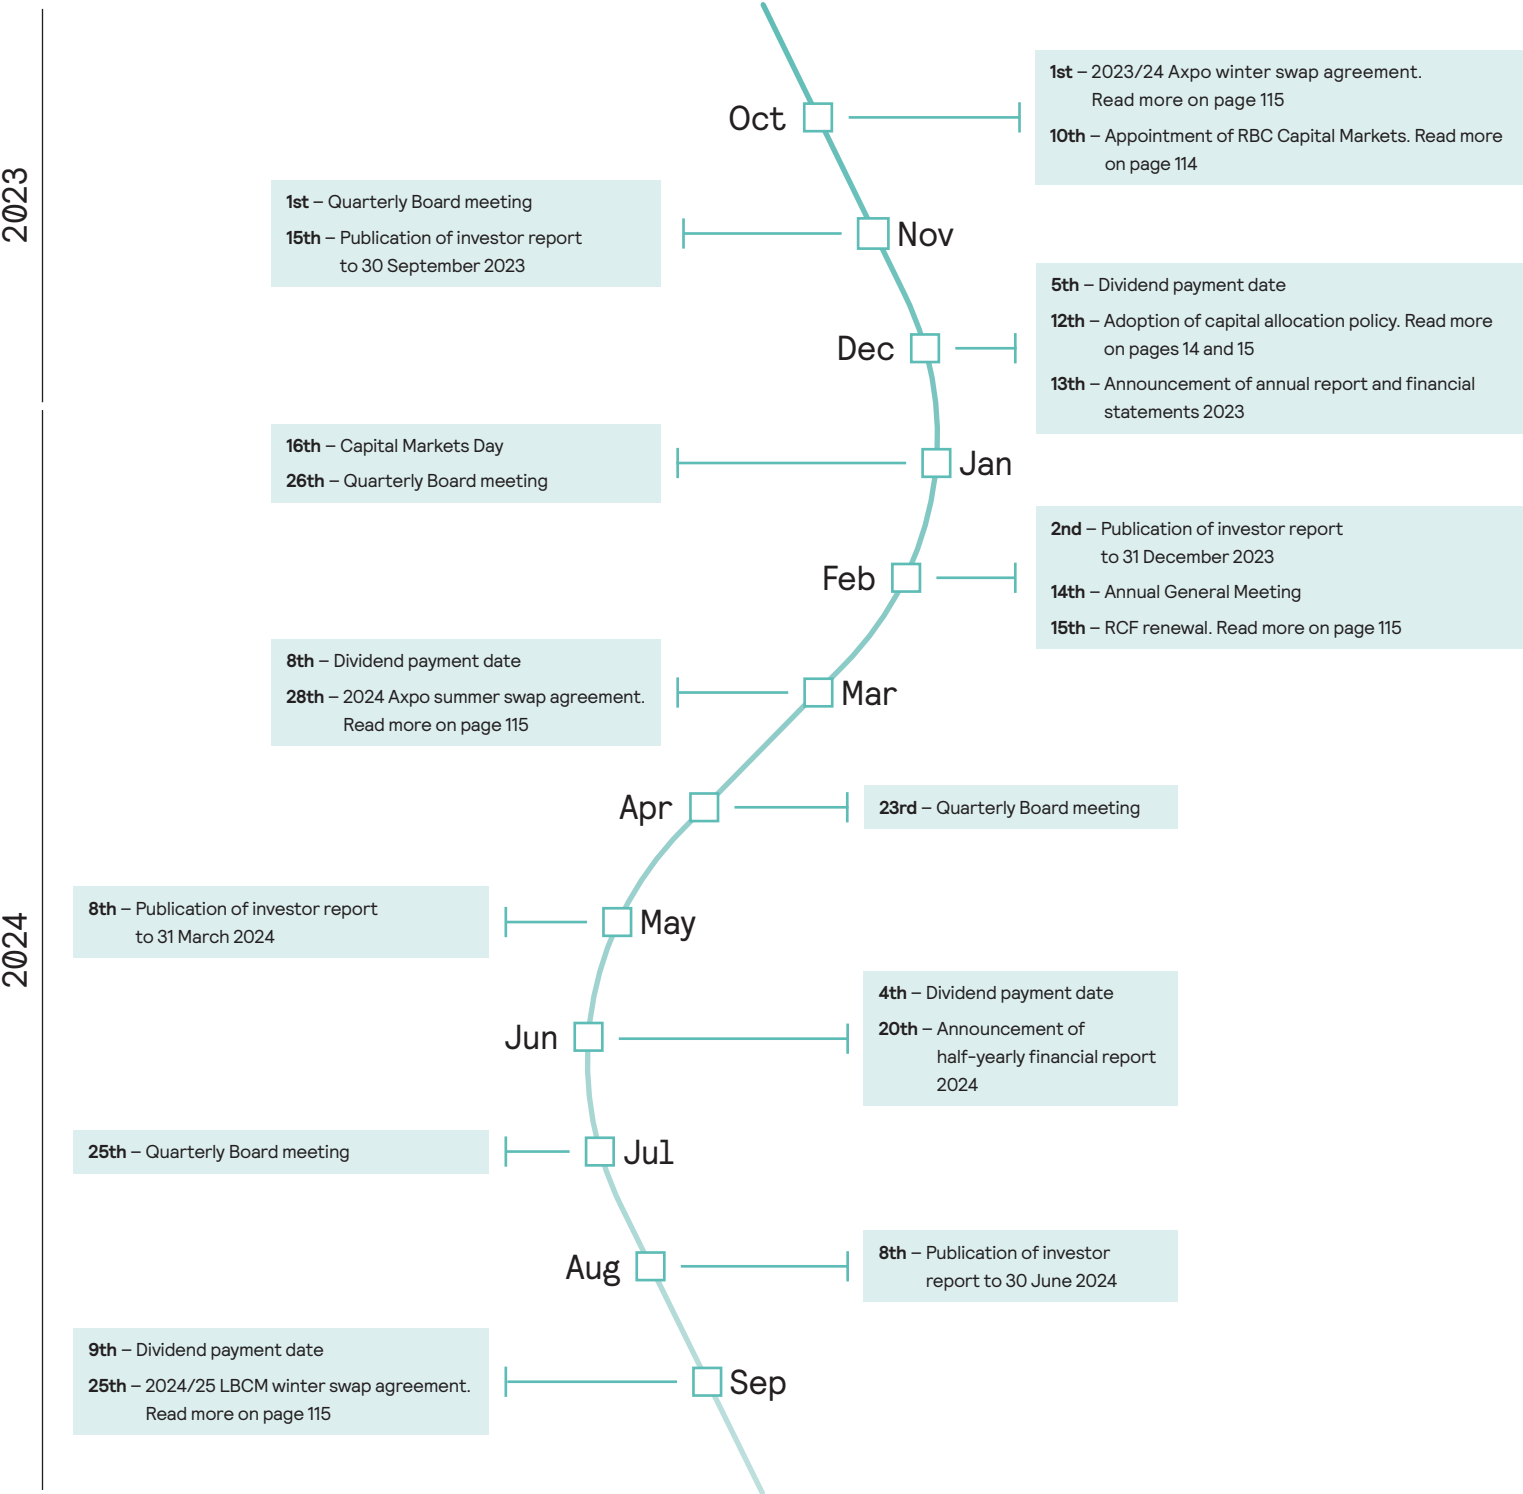 2023
Oct
1st – 2023/24 Axpo winter swap agreement.
Read more on page 115
10th – Appointment of RBC Capital Markets. Read more
on page 114
1st – Quarterly Board meeting
15th – Publication of investor report
to 30 September 2023
Nov
Dec
5th – Dividend payment date
12th – Adoption of capital allocation policy. Read more
on pages 14 and 15
13th – Announcement of annual report and financial
statements 2023
2024
16th – Capital Markets Day
26th – Quarterly Board meeting
Jan
Feb
2nd – Publication of investor report
to 31 December 2023
14th – Annual General Meeting
15th – RCF renewal. Read more on page 115
8th – Dividend payment date
28th – 2024 Axpo summer swap agreement.
Read more on page 115
Mar
Apr
23rd – Quarterly Board meeting
8th – Publication of investor report
to 31 March 2024
May
Jun
4th – Dividend payment date
20th – Announcement of
half-yearly financial report
2024
25th – Quarterly Board meeting
Jul
Aug
8th – Publication of investor
report to 30 June 2024
9th – Dividend payment date
25th – 2024/25 LBCM winter swap agreement.
Read more on page 115
Sep